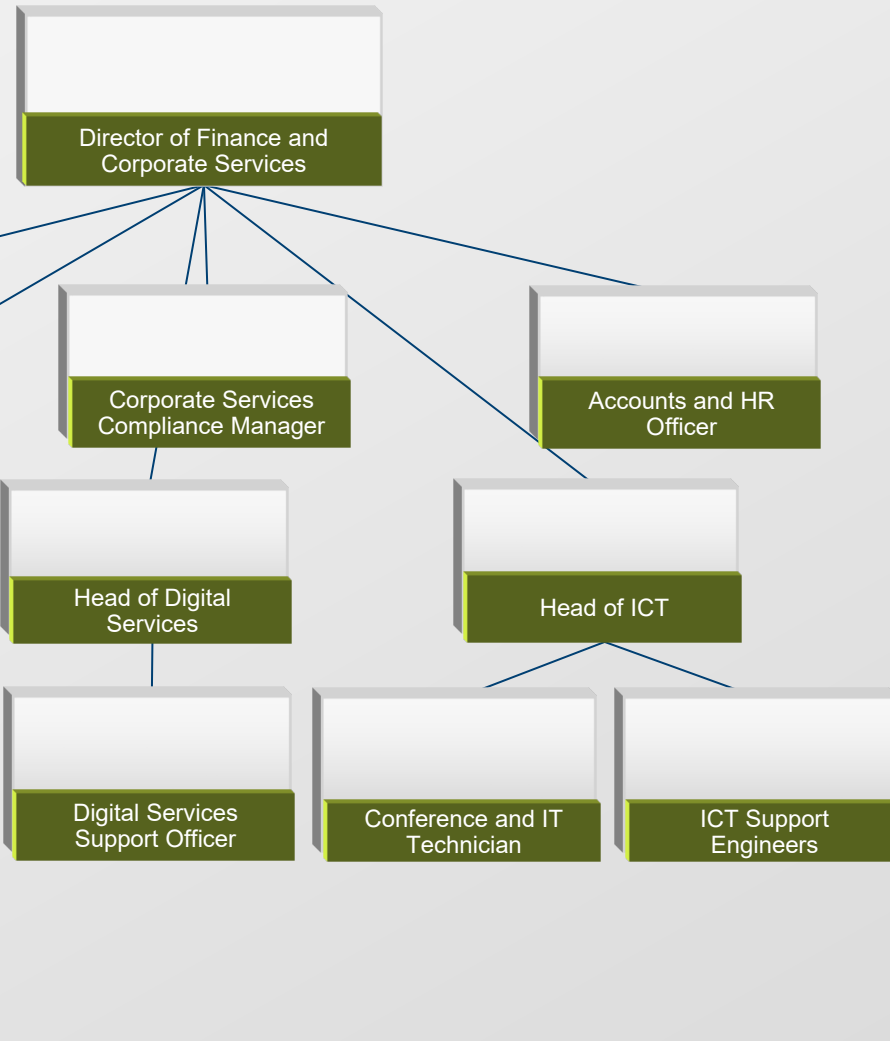 Director of Finance and
Corporate Services
Corporate Services
Compliance Manager
Accounts and HR
Officer
Head of Digital
Services
Head of ICT
Digital Services
Support Officer
Conference and IT
Technician
ICT Support
Engineers